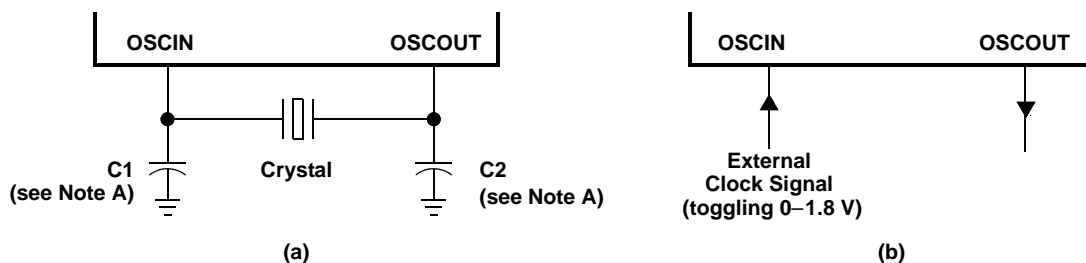 OSCIN OSCOUT
C1
(see Note A)
Crystal
C2
(see Note A)
(a)
OSCIN OSCOUT
External
Clock Signal
(toggling 0–1.8 V)
(b)